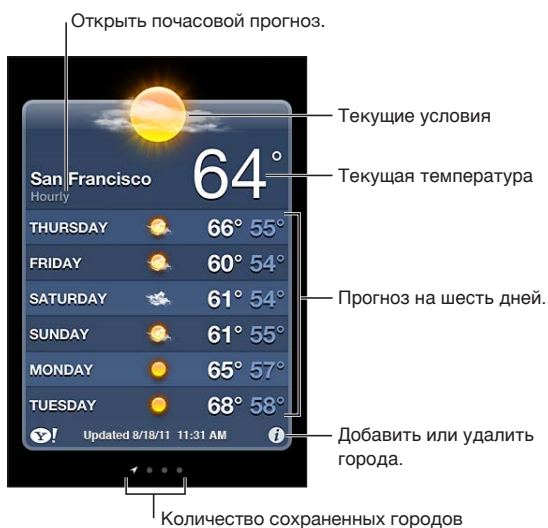 Открыть почасовой прогноз.
Текущие условия
64°
San Francisco
Hourly
Текущая температура
THURSDAY 66° 55°
FRIDAY 60° 54°
SATURDAY 61° 54°
Прогноз на шесть дней.
SUNDAY 61° 55°
MONDAY 65° 57°
TUESDAY 68° 58°
Y! Updated 8/18/11 11:31 AM i
Добавить или удалить
города.
Количество сохраненных городов